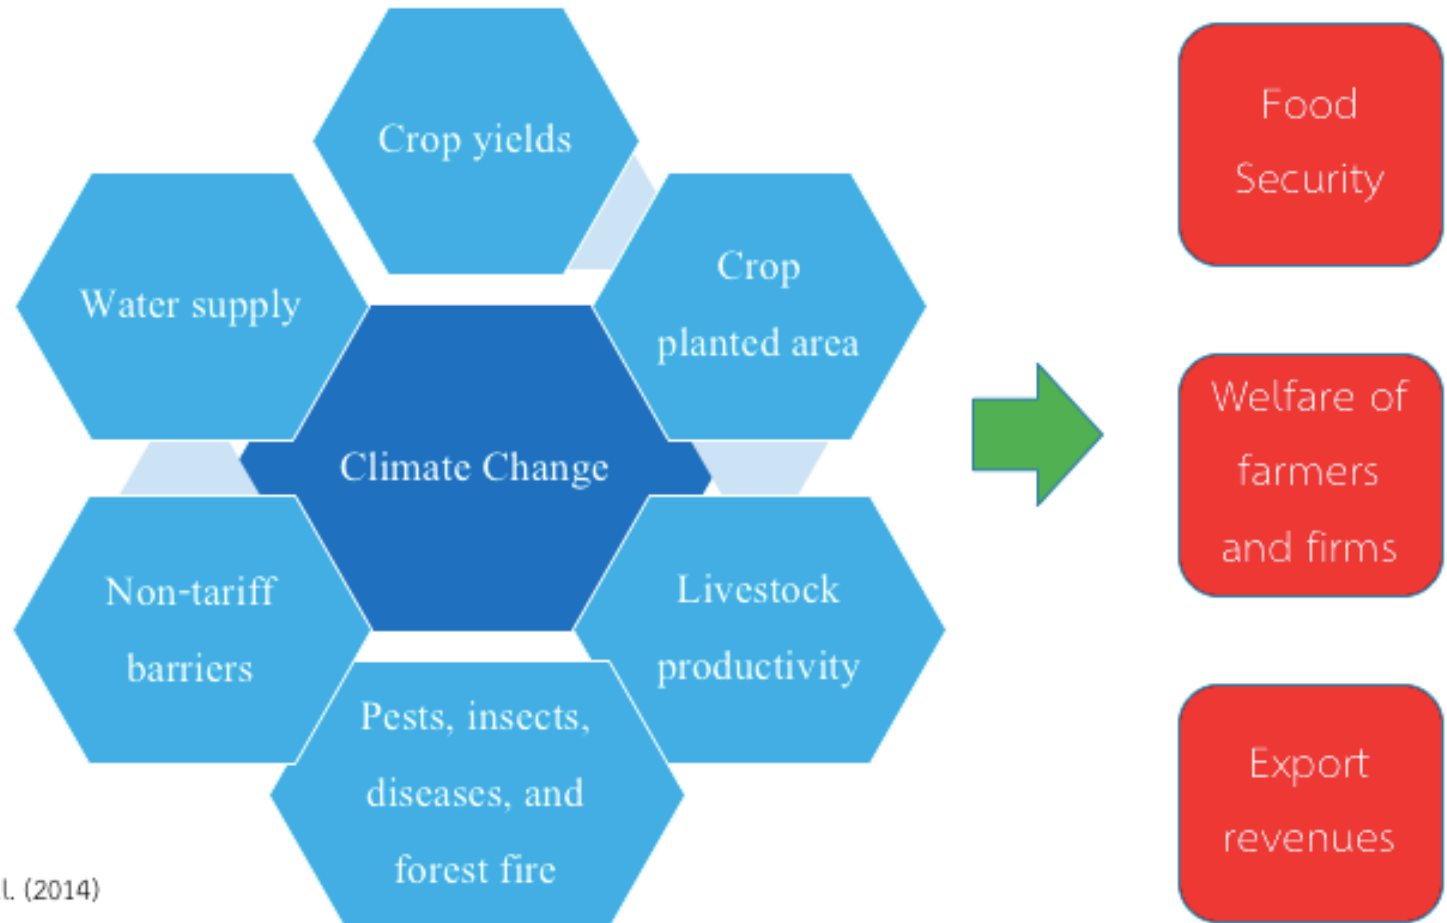 Crop yields
Crop
planted area
Water supply
Climate Change
Livestock
productivity
Non-tariff
barriers
Pests, insects,
diseases, and
forest fire
Food
Security
Welfare of
farmers
and firms
Export
revenues
l. (2014)